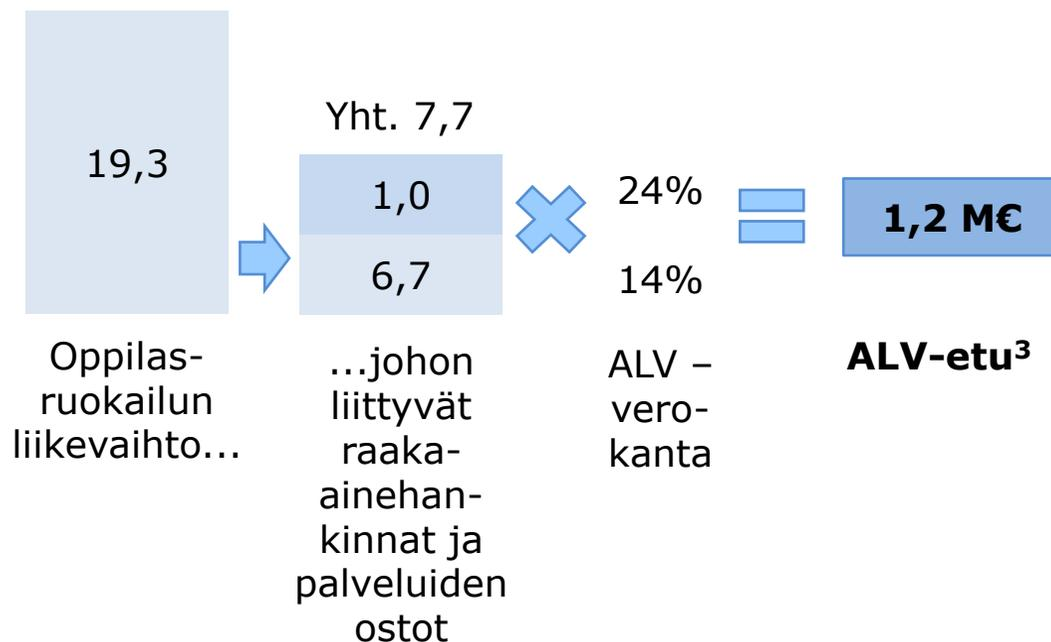 19,3
Oppilas-
ruokailun
liikevaihto...
Yht. 7,7
1,0
6,7
...johon
liittyvät
raaka-
ainehan-
kinnat ja
palveluiden
ostot
24%
14%
ALV –
vero-
kanta
1,2 M€
ALV-etu³